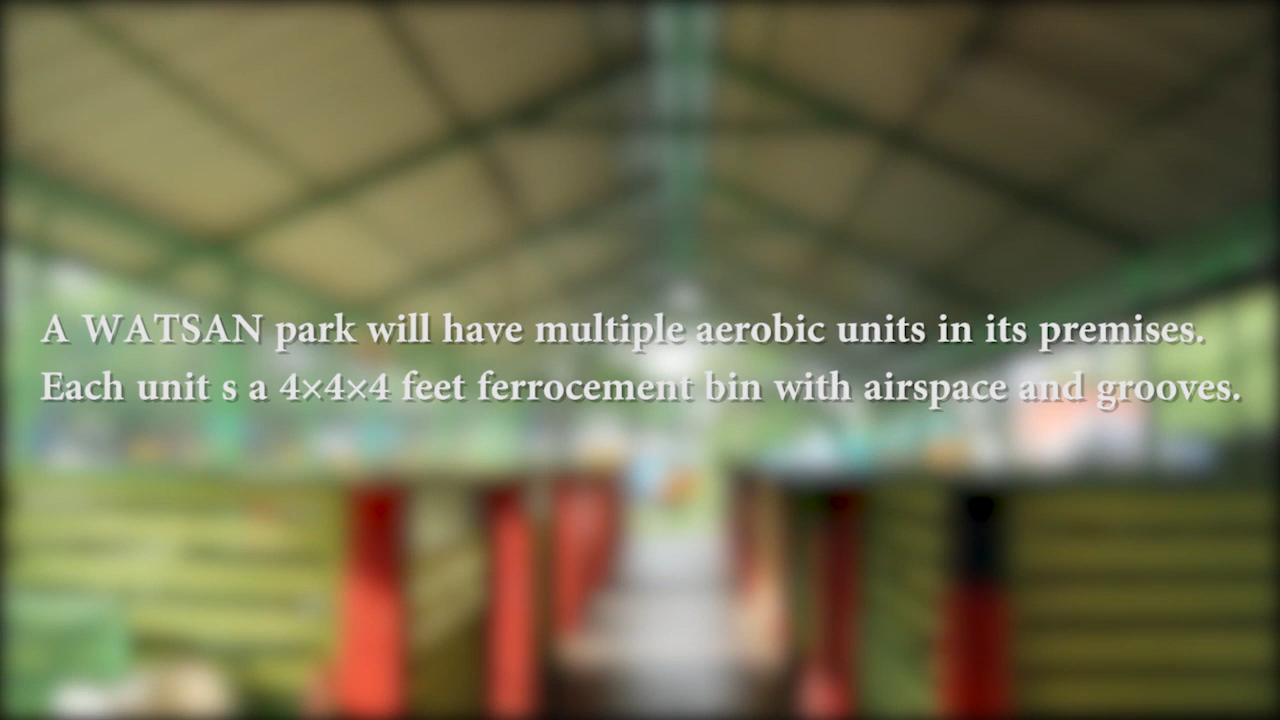 A WATSAN park will have multiple aerobic units in its premises.
Each unit s a 4×4×4 feet ferrocement bin with airspace and grooves.